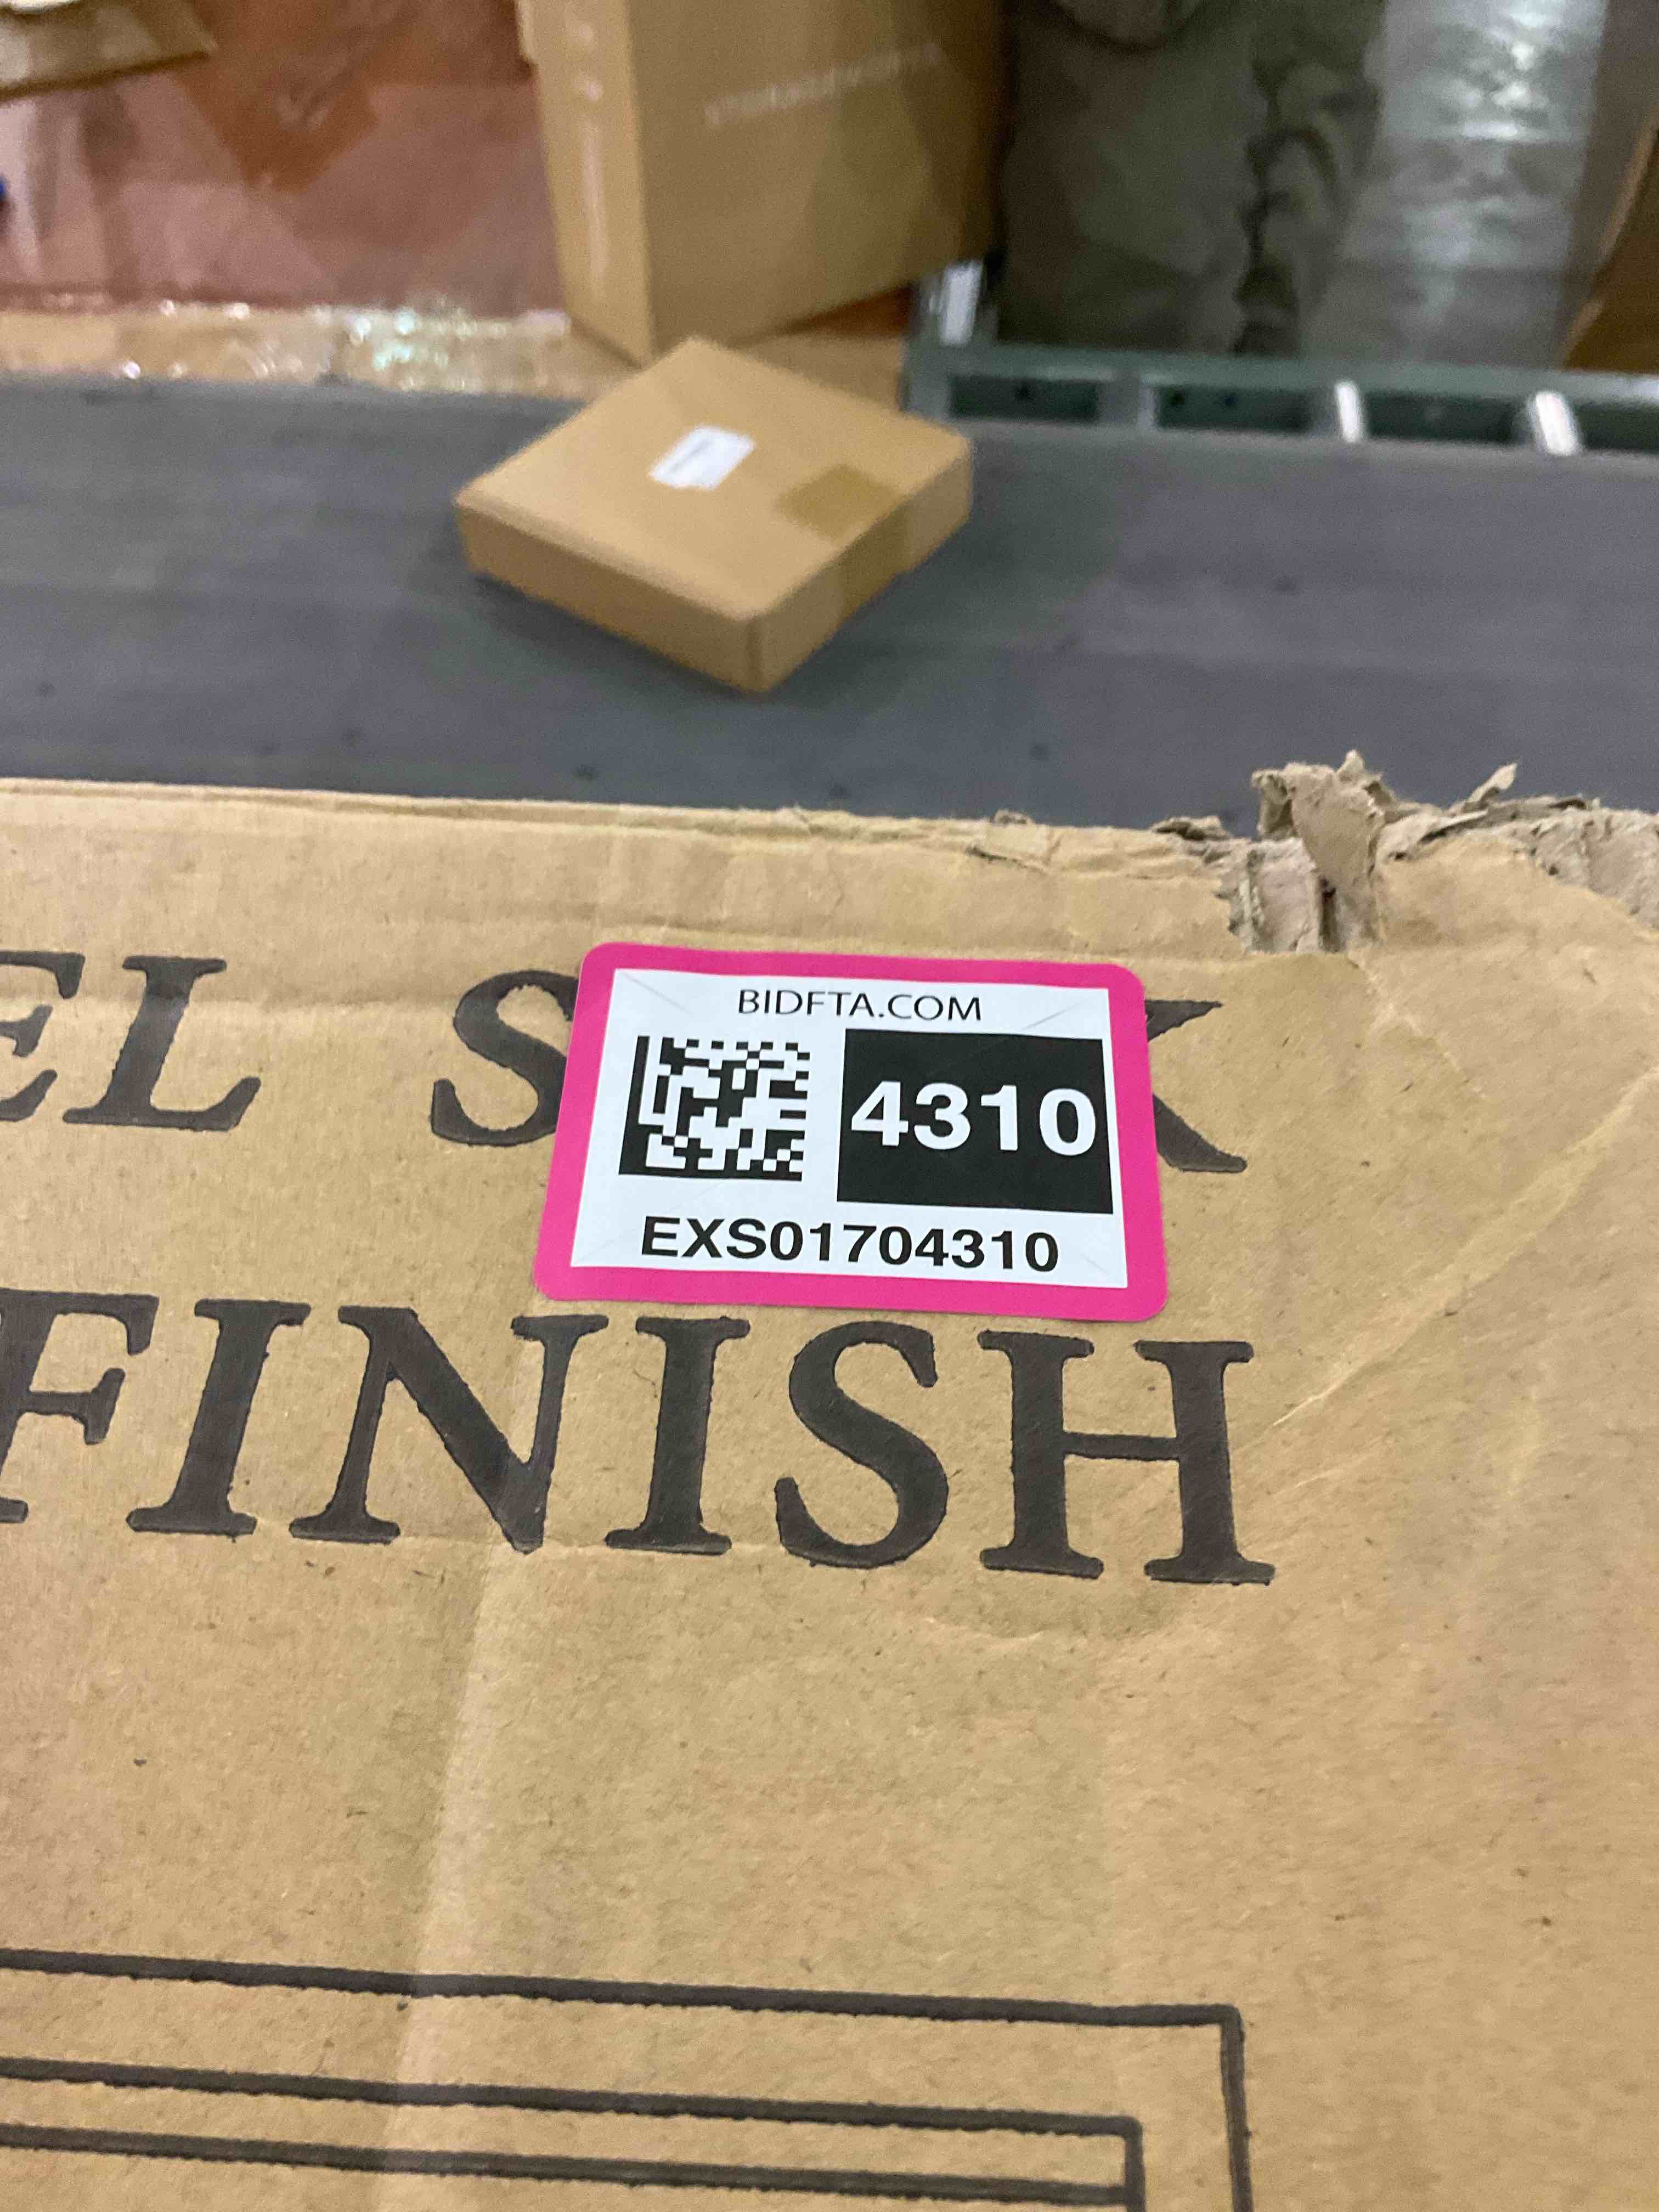 EL S K
BIDFTA.COM
4310
EXS01704310
FINISH